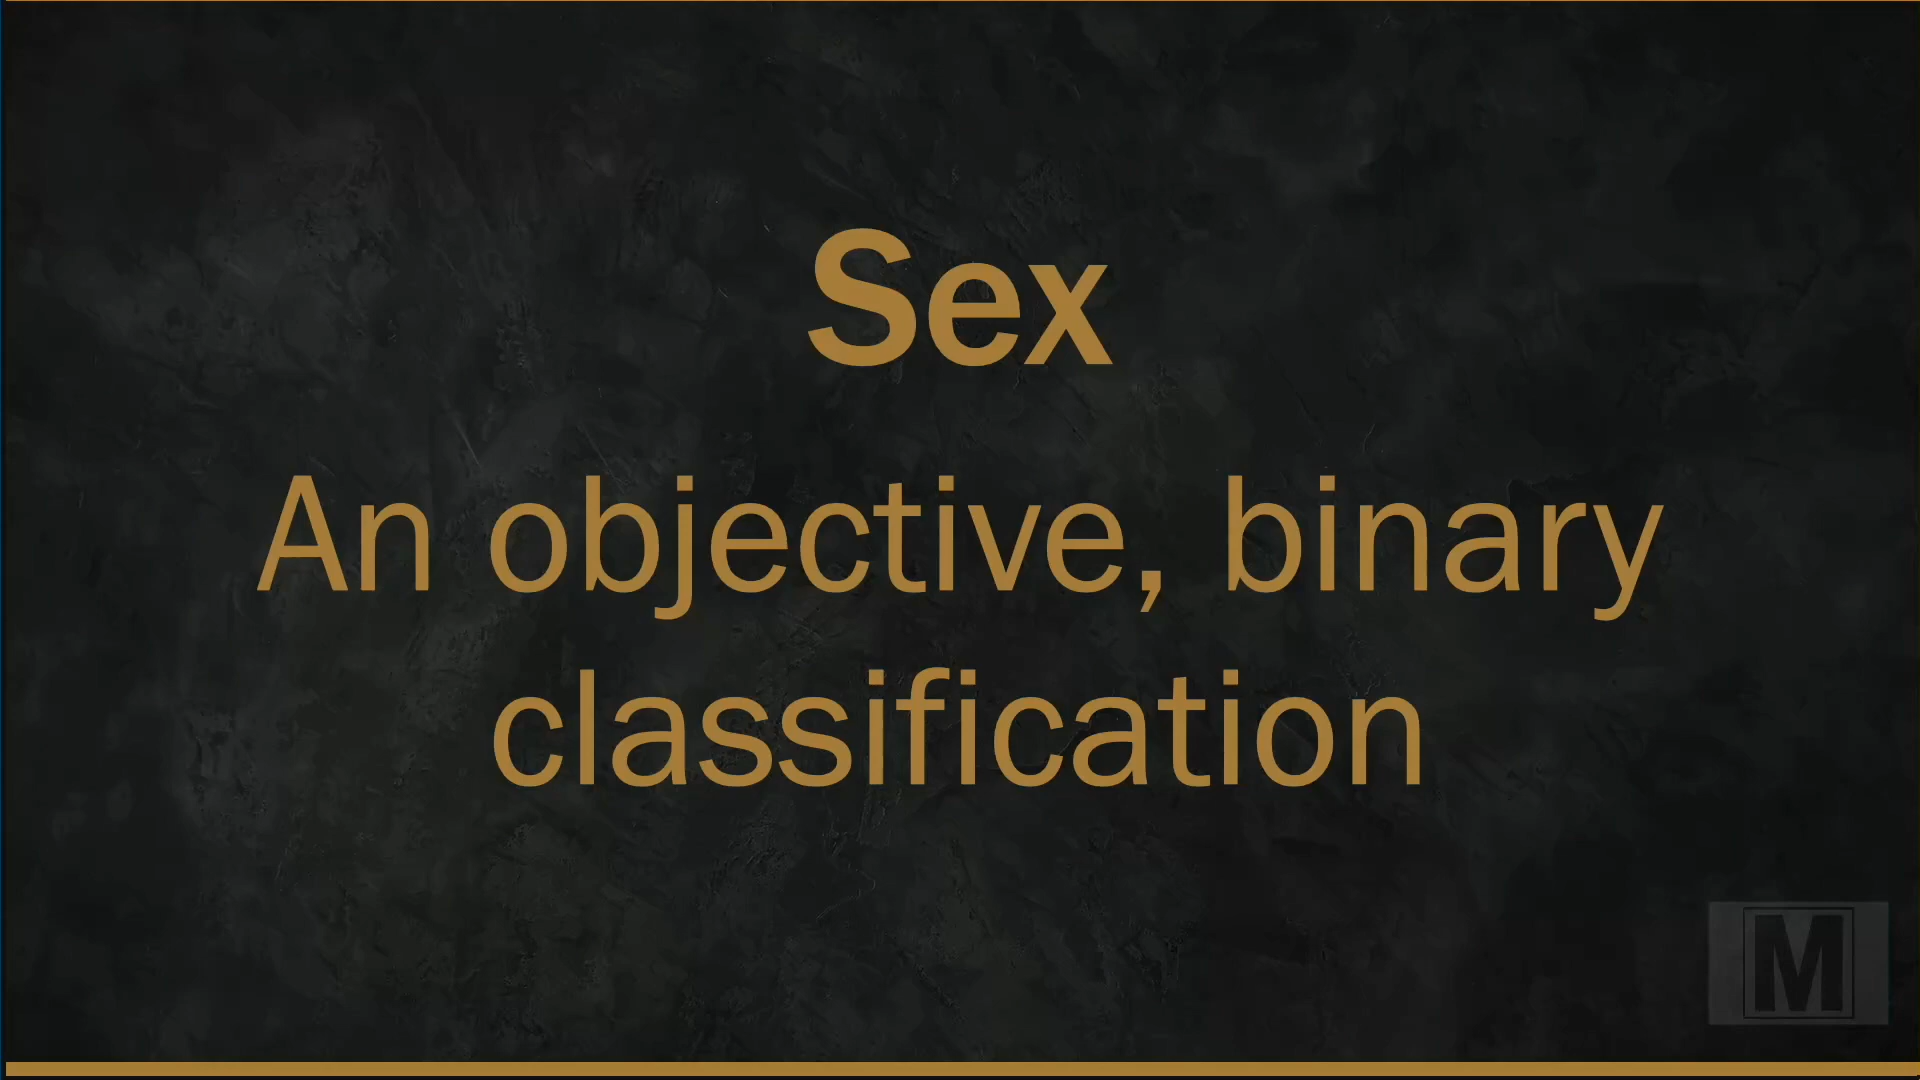 Sex
An objective, binary
classification
M